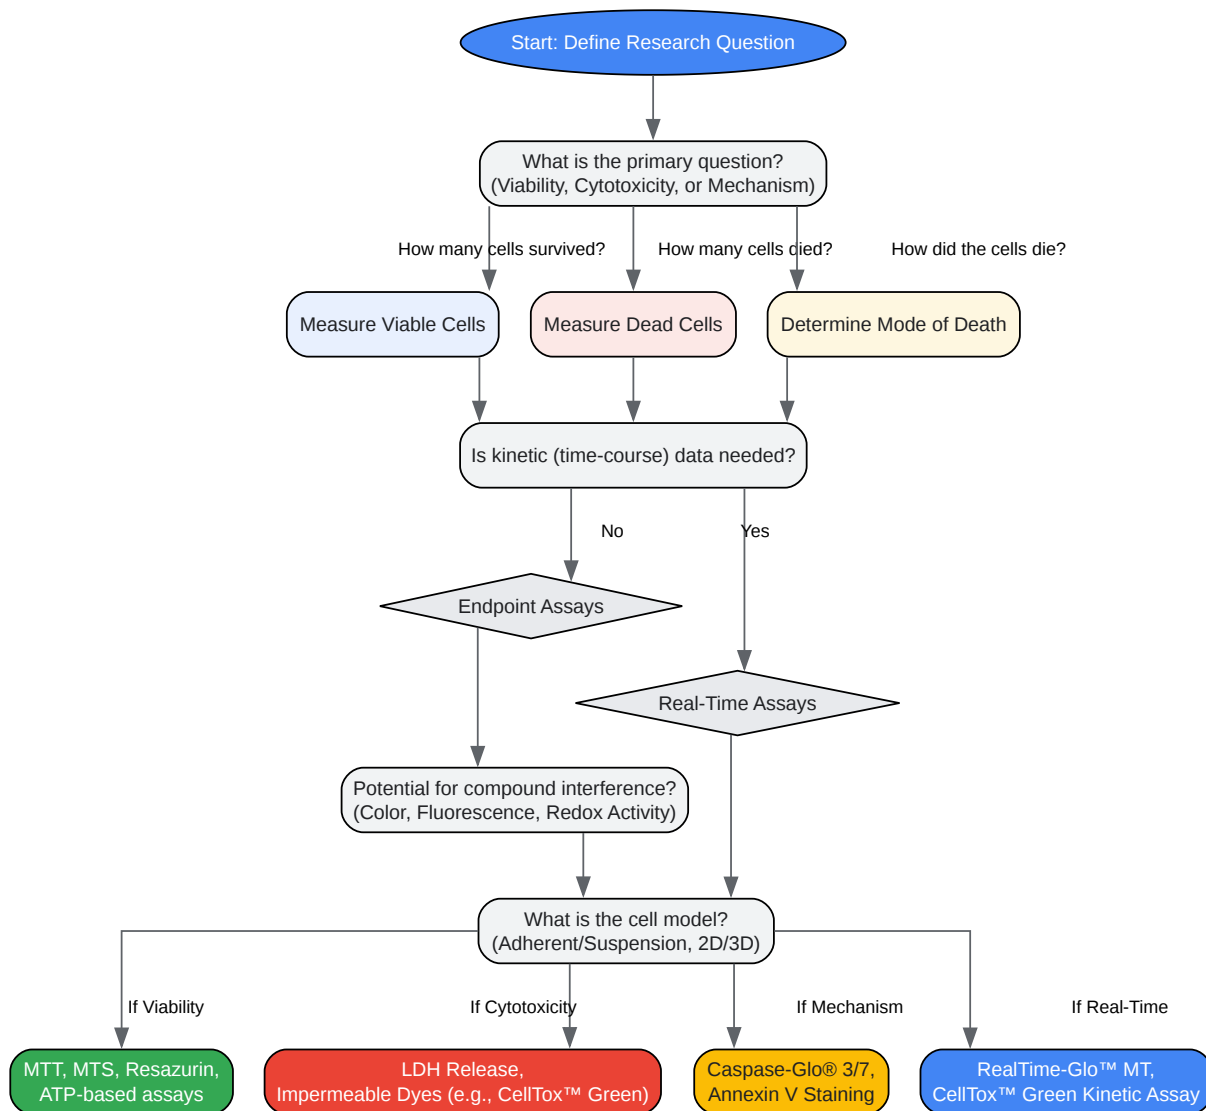 Start: Define Research Question
What is the primary question?
(Viability, Cytotoxicity, or Mechanism)
How many cells survived?
How many cells died?
How did the cells die?
Measure Viable Cells
Measure Dead Cells
Determine Mode of Death
Is kinetic (time-course) data needed?
No
Yes
Endpoint Assays
Real-Time Assays
Potential for compound interference?
(Color, Fluorescence, Redox Activity)
What is the cell model?
(Adherent/Suspension, 2D/3D)
If Viability
If Cytotoxicity
If Mechanism
If Real-Time
MTT, MTS, Resazurin,
ATP-based assays
LDH Release,
Impermeable Dyes (e.g., CellTox™ Green)
Caspase-Glo® 3/7,
Annexin V Staining
RealTime-Glo™ MT,
CellTox™ Green Kinetic Assay